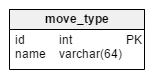 move_type
id int PK
name varchar(64)